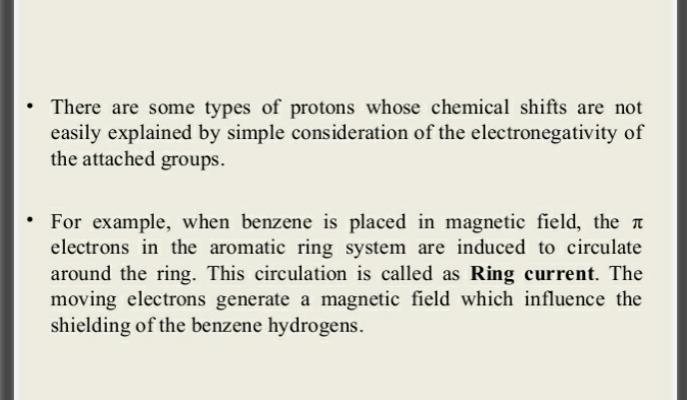 • There are some types of protons whose chemical shifts are not
easily explained by simple consideration of the electronegativity of
the attached groups.
• For example, when benzene is placed in magnetic field, the π
electrons in the aromatic ring system are induced to circulate
around the ring. This circulation is called as Ring current. The
moving electrons generate a magnetic field which influence the
shielding of the benzene hydrogens.